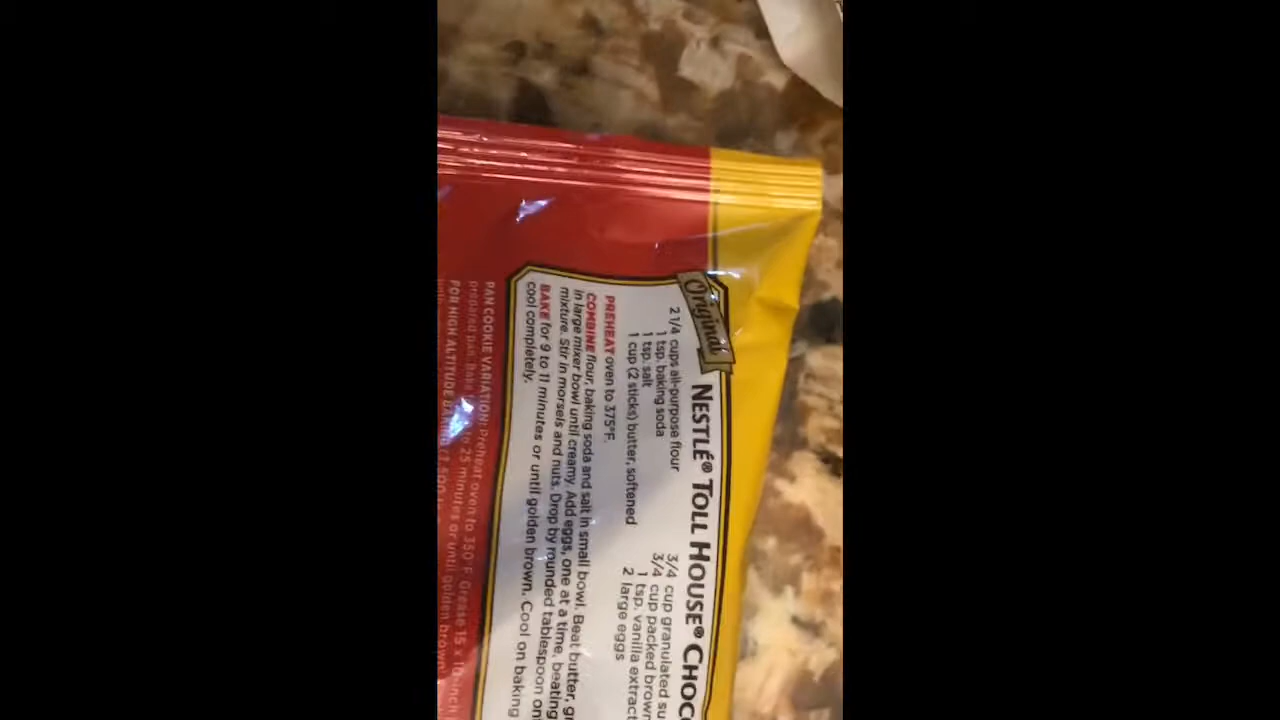 Original
NESTLÉ® TOLL HOUSE® CHOC
2 1/4 cups all-purpose flour
1 tsp. baking soda
1 tsp. salt
1 cup (2 sticks) butter, softened
3/4 cup granulated su
3/4 cup packed brown
1 tsp. vanilla extract
2 large eggs
PREHEAT oven to 375°F.
COMBINE flour, baking soda and salt in small bowl. Beat butter, gr
in large mixer bowl until creamy. Add eggs, one at a time, beating
mixture. Stir in morsels and nuts. Drop by rounded tablespoon on
BAKE for 9 to 11 minutes or until golden brown. Cool on baking
cool completely.
PAN COOKIE VARIATION: Preheat oven to 350°F. Grease 15 x 10-inch
prepared pan. Bake 25 minutes or until golden brown
FOR HIGH ALTITUDE BAKING